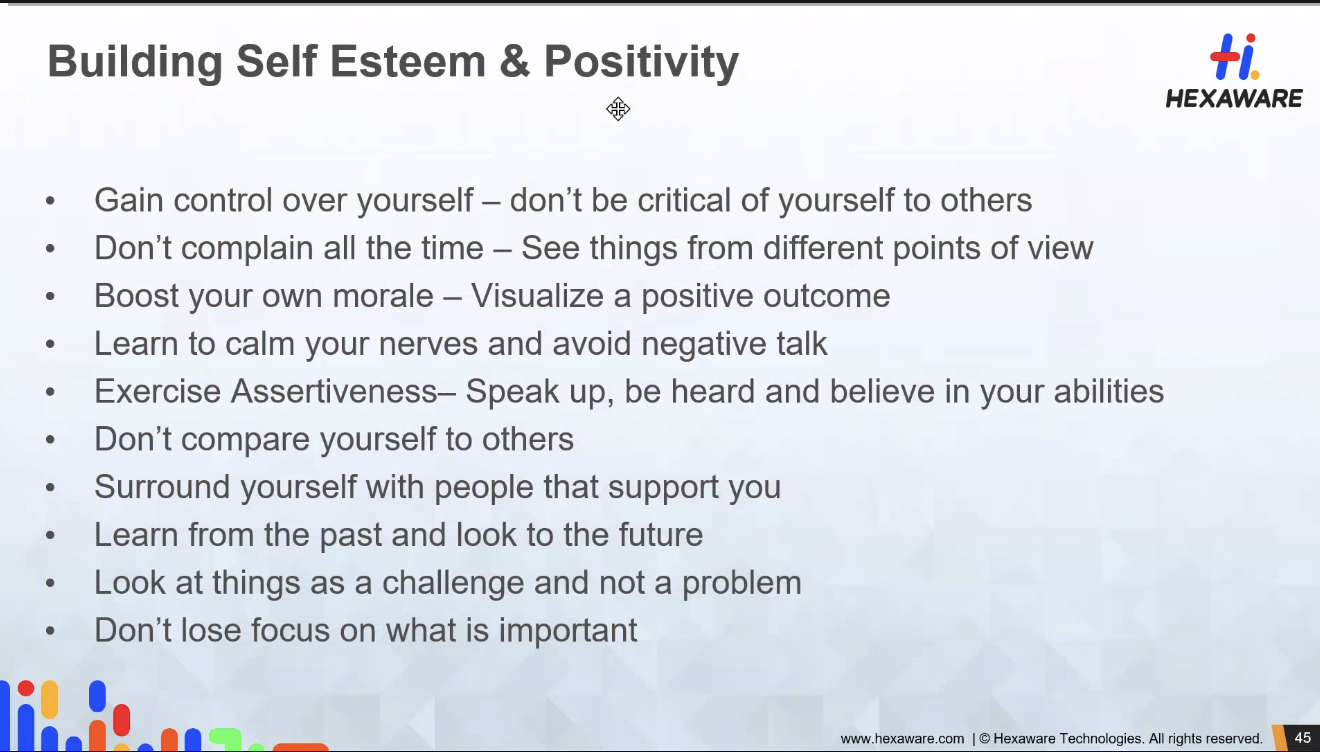 Building Self Esteem & Positivity
Hi.
HEXAWARE
• Gain control over yourself – don’t be critical of yourself to others
• Don’t complain all the time – See things from different points of view
• Boost your own morale – Visualize a positive outcome
• Learn to calm your nerves and avoid negative talk
• Exercise Assertiveness– Speak up, be heard and believe in your abilities
• Don’t compare yourself to others
• Surround yourself with people that support you
• Learn from the past and look to the future
• Look at things as a challenge and not a problem
• Don’t lose focus on what is important
www.hexaware.com | © Hexaware Technologies. All rights reserved. 45